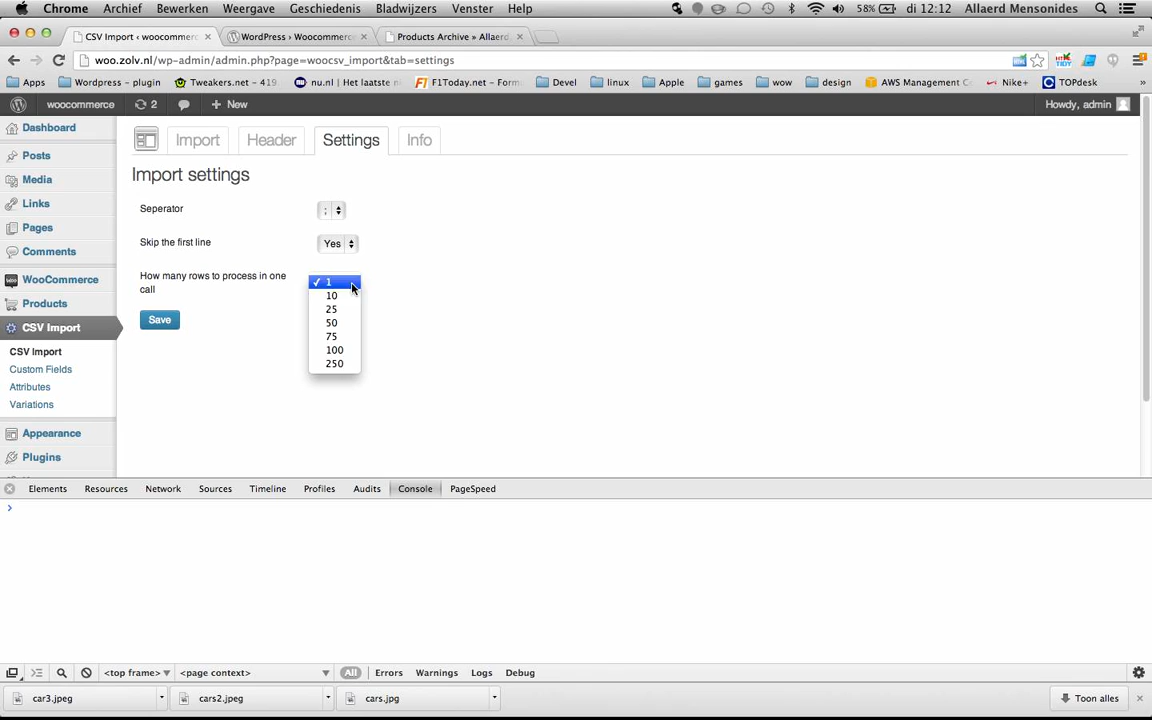 Chrome Archief Bewerken Weergave Geschiedenis Bladwijzers Venster Help 58% di 12:12 Allaerd Mensonides
CSV Import ‹ woocommerc × WordPress › Woocommerc × Products Archive » Allaerd. ×
woo.zolv.nl/wp-admin/admin.php?page=woocsv_import&tab=settings
Apps Wordpress - plugin Tweakers.net - 419 nu.nl | Het laatste n F1Today.net - Form Devel linux Apple games wow design AWS Management C Nike+ TOPdesk »
woocommerce 2 + New Howdy, admin
Dashboard
Posts
Media
Links
Pages
Comments
WooCommerce
Products
CSV Import
CSV Import
Custom Fields
Attributes
Variations
Appearance
Plugins
Import Header Settings Info
Import settings
Seperator ;
Skip the first line Yes
How many rows to process in one
call
✓ 1
10
25
50
75
100
250
Save
Elements Resources Network Sources Timeline Profiles Audits Console PageSpeed
>
<top frame> ▼ <page context> ▼ All Errors Warnings Logs Debug
car3.jpeg cars2.jpeg cars.jpg Toon alles ×